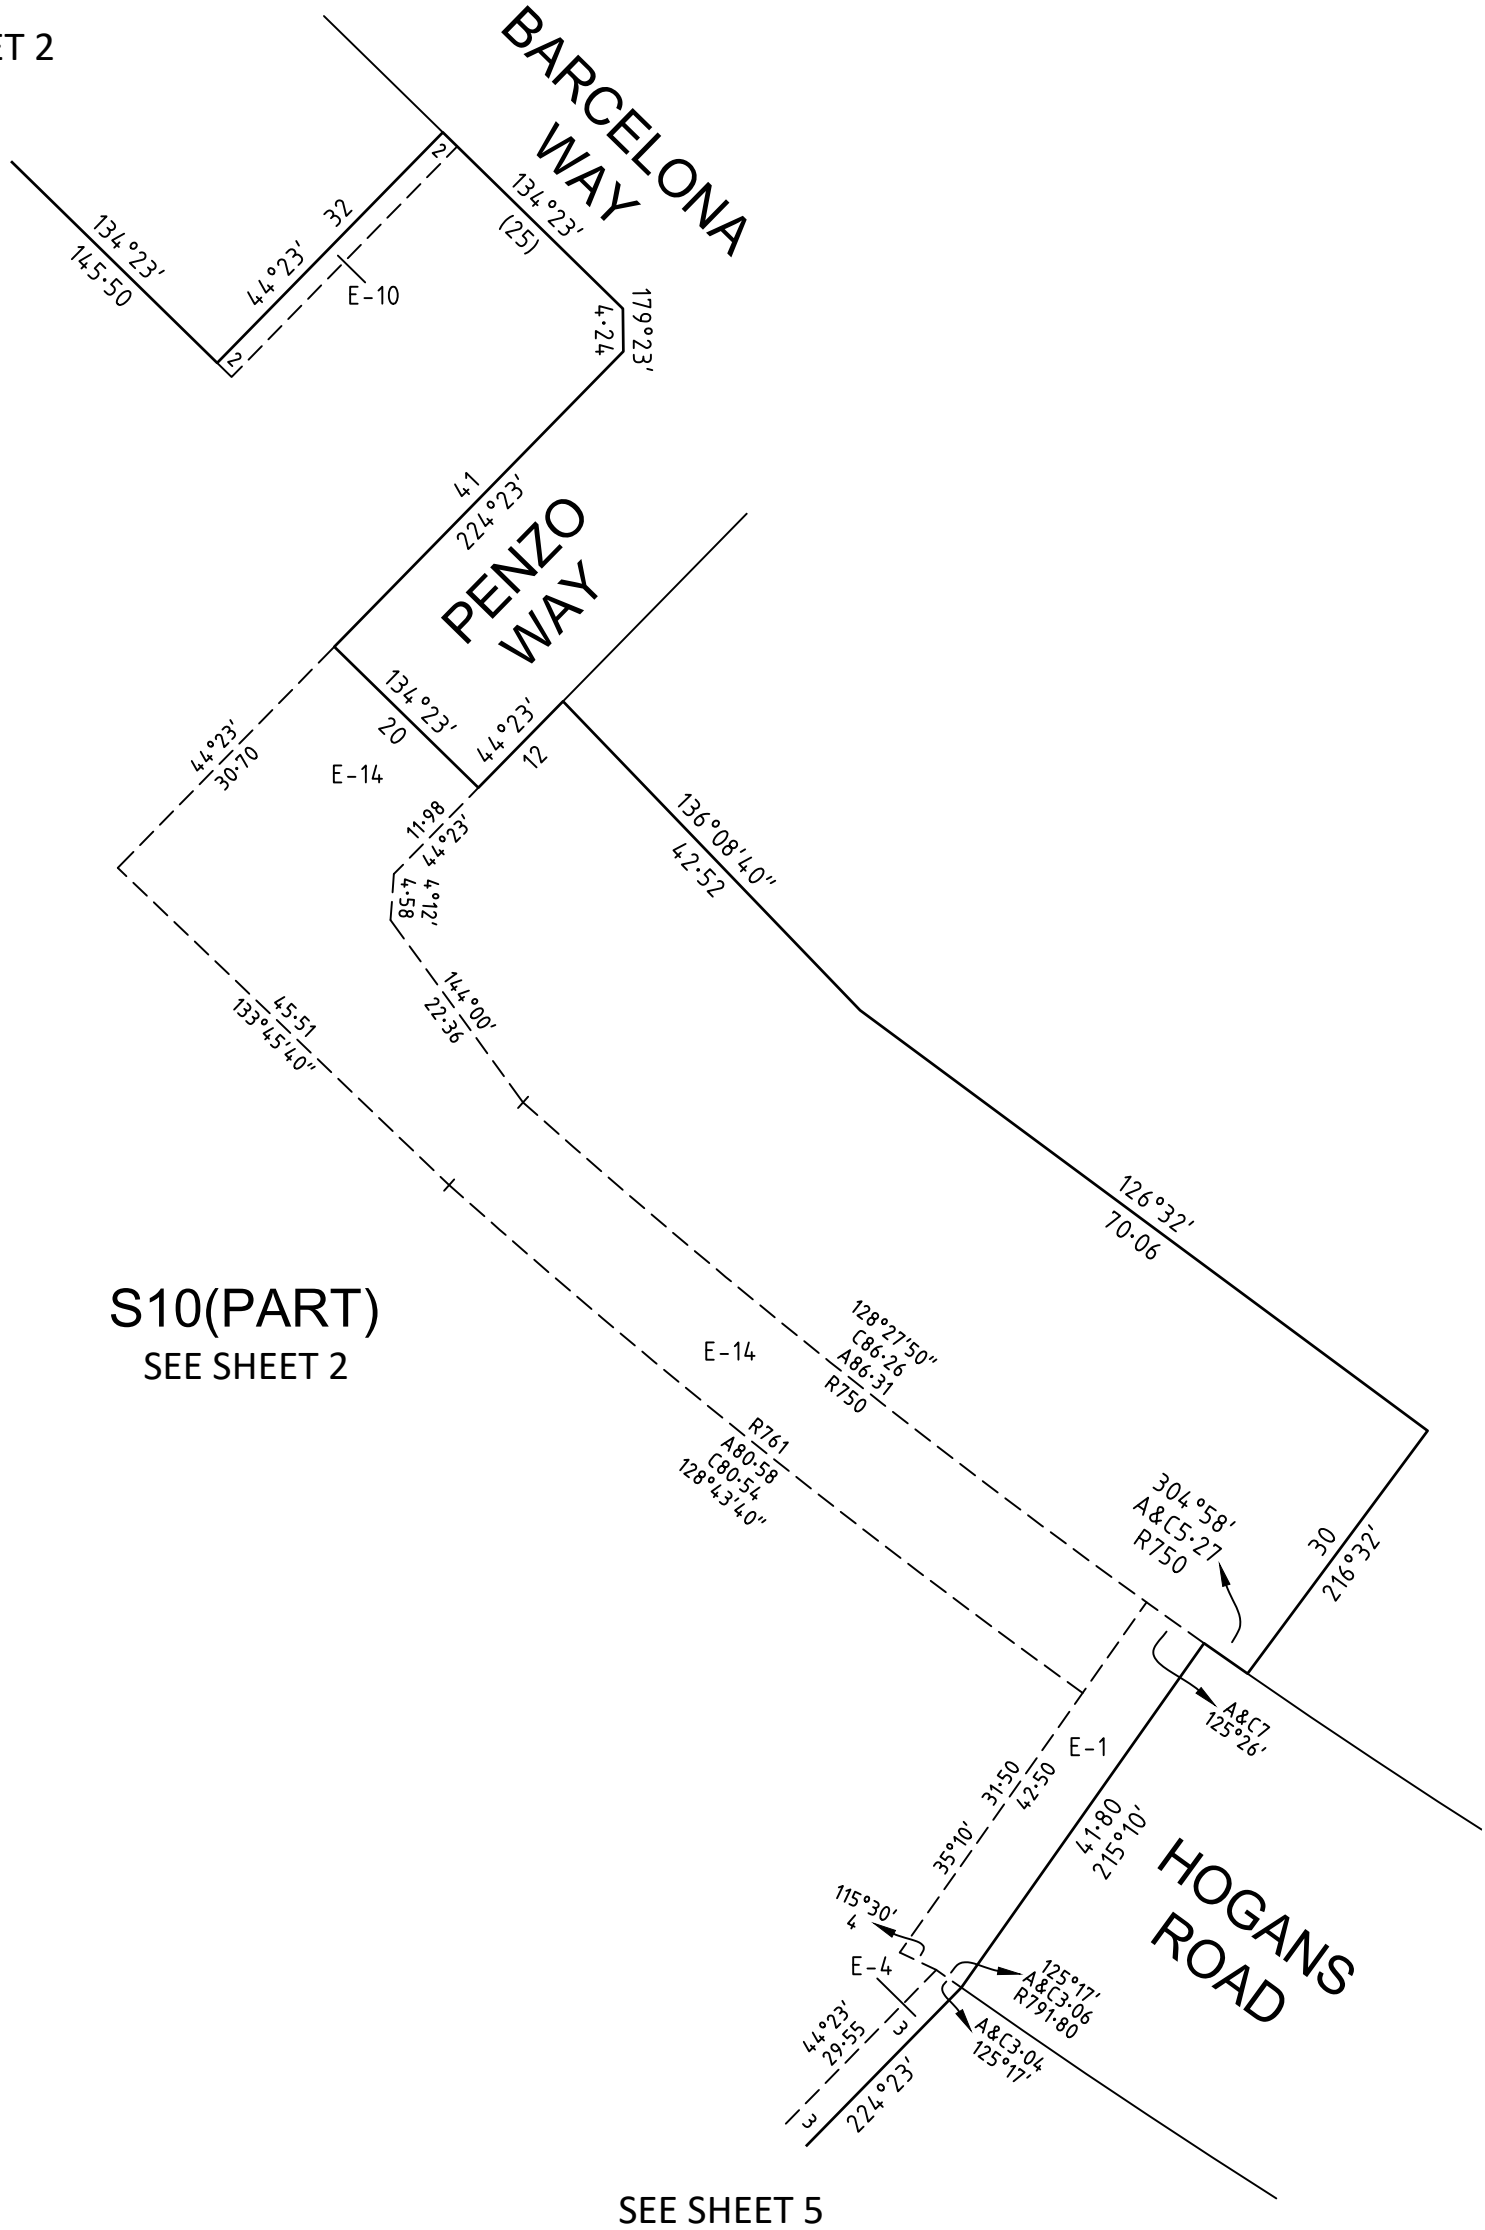 ET 2
BARCELONA
WAY
134°23'
145·50
44°23'
32
2
2
E-10
134°23'
(25)
179°23'
4·24
41
224°23'
PENZO
WAY
134°23'
20
44°23'
12
44°23'
30·70
E-14
11·98
44°23'
4°12'
4·58
136°08'40"
42·52
144°00'
22·36
45·51
133°45'40"
126°32'
70·06
S10(PART)
SEE SHEET 2
E-14
128°27'50"
C86·26
A86·31
R750
R761
A80·58
C80·54
128°43'40"
304°58'
A&C5·27
R750
30
216°32'
A&C7
125°26'
E-1
31·50
42·50
35°10'
41·80
215°10'
HOGANS
ROAD
115°30'
4
E-4
125°17'
A&C3·06
R791·80
A&C3·04
125°17'
44°23'
29·55
3
3
224°23'
SEE SHEET 5